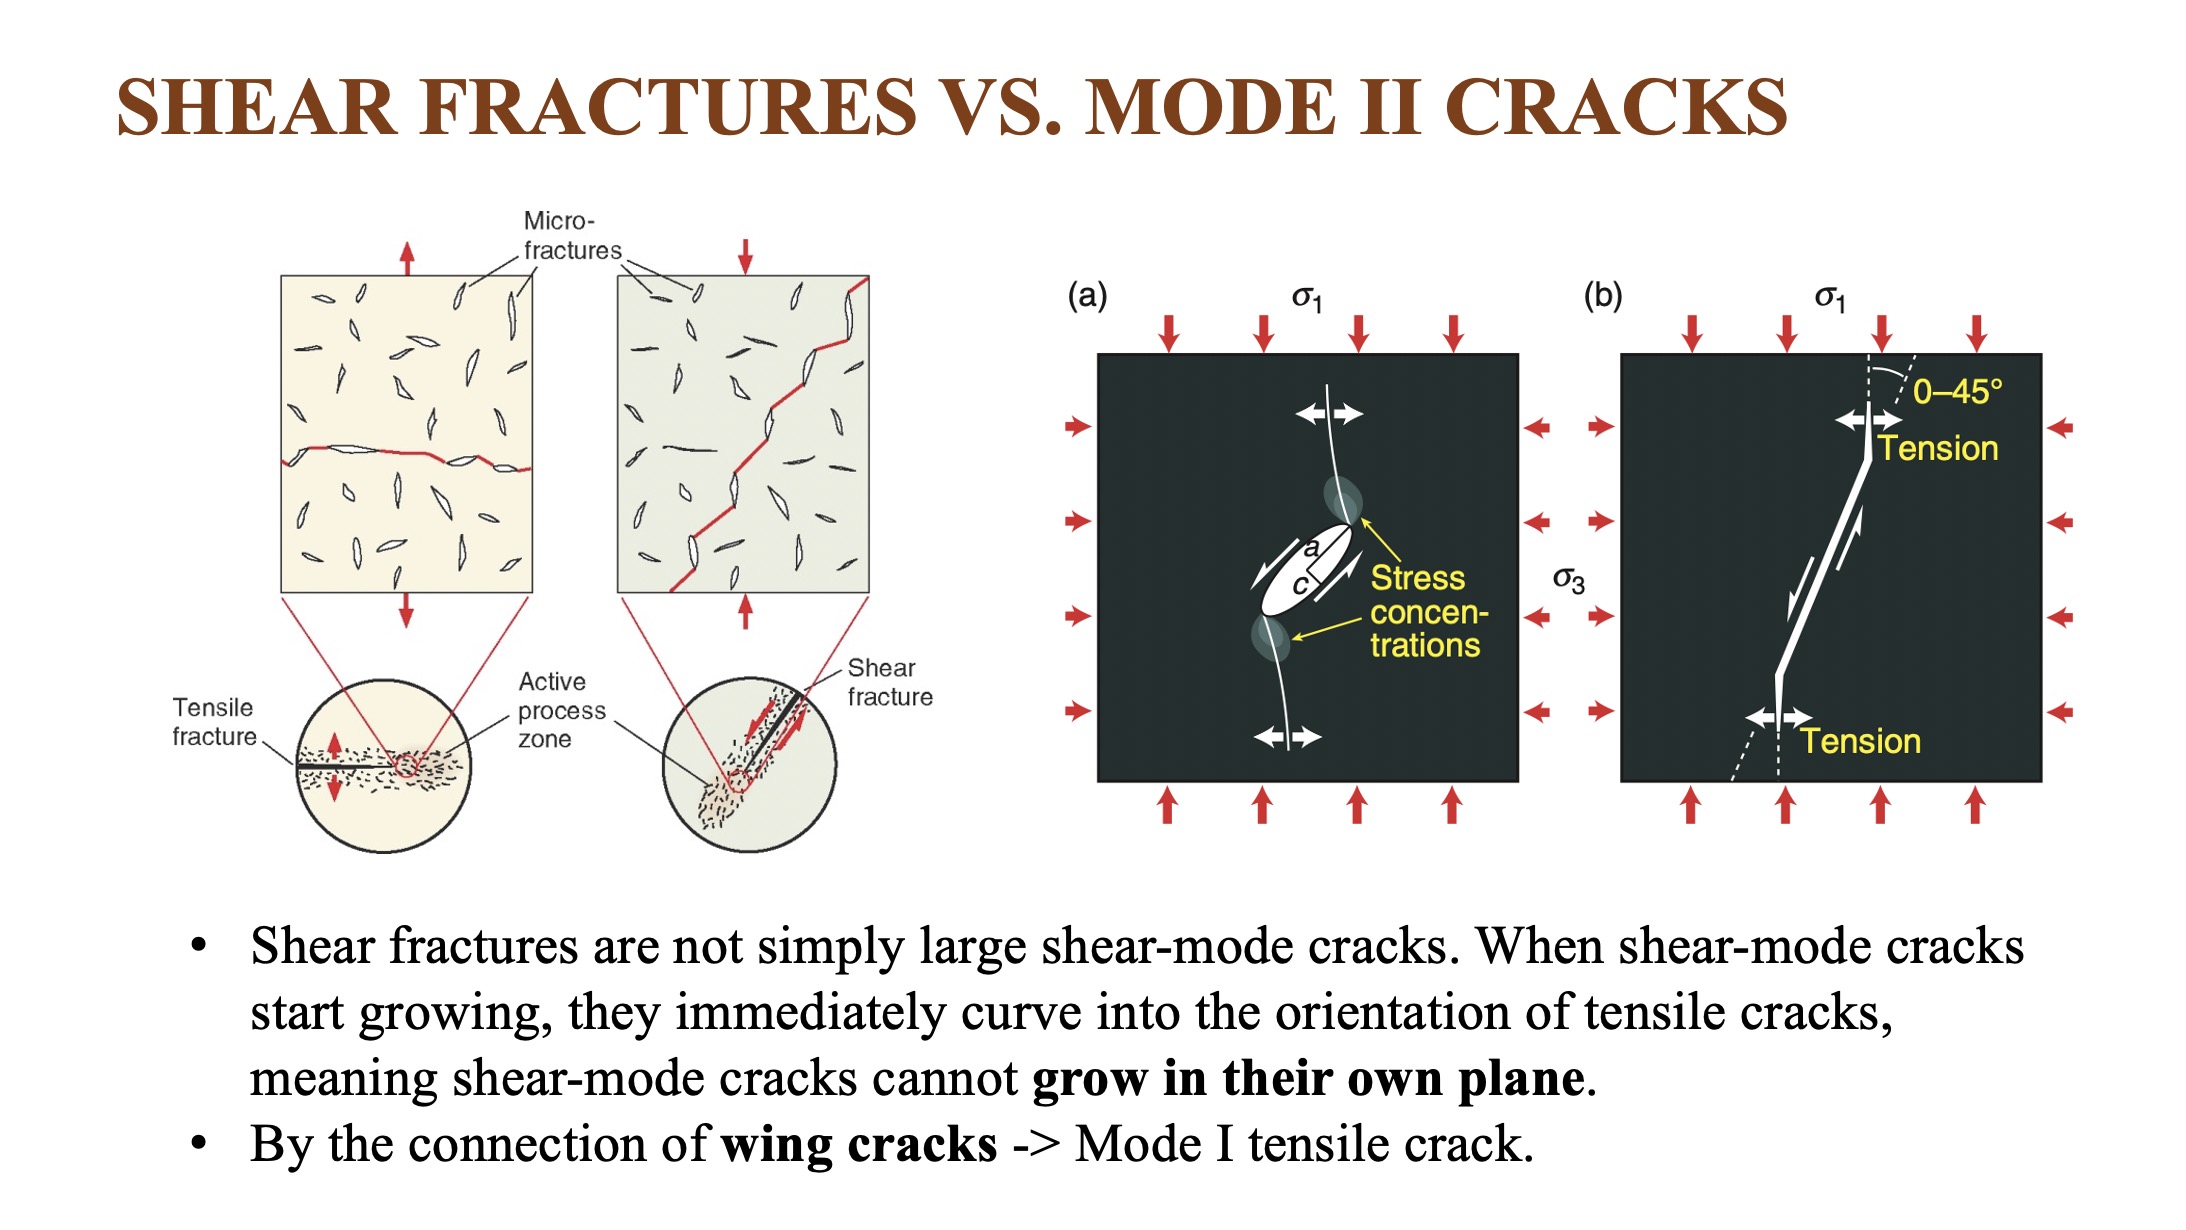 SHEAR FRACTURES VS. MODE II CRACKS
Micro-
fractures
Tensile
fracture
Active
process
zone
Shear
fracture
(a)
σ1
a
c
Stress
concen-
trations
σ3
(b)
σ1
0–45°
Tension
Tension
• Shear fractures are not simply large shear-mode cracks. When shear-mode cracks
start growing, they immediately curve into the orientation of tensile cracks,
meaning shear-mode cracks cannot grow in their own plane.
• By the connection of wing cracks -> Mode I tensile crack.